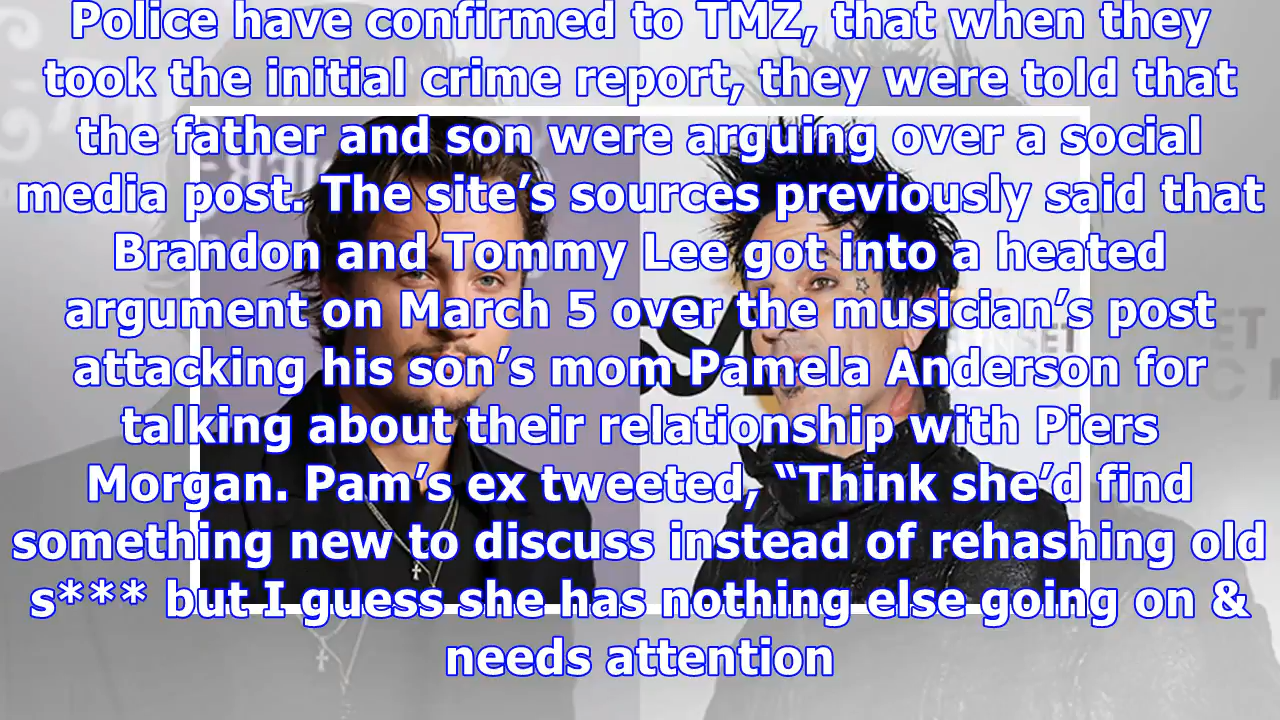 Police have confirmed to TMZ, that when they
took the initial crime report, they were told that
the father and son were arguing over a social
media post. The site’s sources previously said that
Brandon and Tommy Lee got into a heated
argument on March 5 over the musician’s post
attacking his son’s mom Pamela Anderson for
talking about their relationship with Piers
Morgan. Pam’s ex tweeted, “Think she’d find
something new to discuss instead of rehashing old
s*** but I guess she has nothing else going on &
needs attention